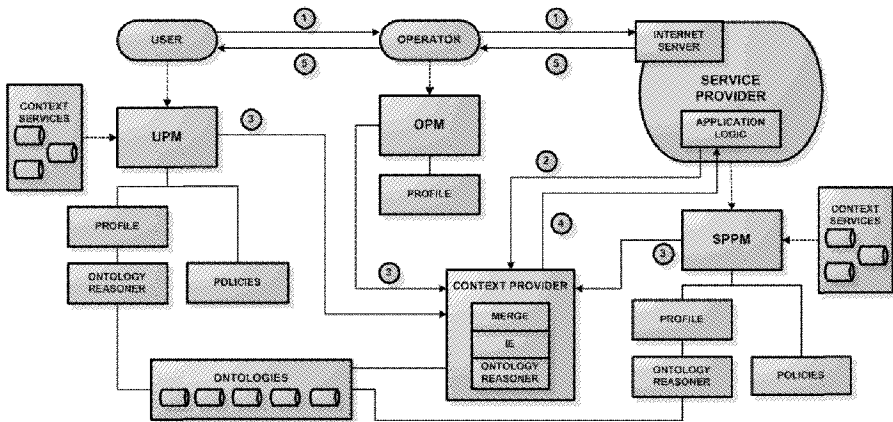 USER
1
5
OPERATOR
1
5
INTERNET
SERVER
SERVICE
PROVIDER
APPLICATION
LOGIC
CONTEXT
SERVICES
UPM
3
OPM
PROFILE
2
4
PROFILE
ONTOLOGY
REASONER
POLICIES
3
CONTEXT PROVIDER
MERGE
IE
ONTOLOGY
REASONER
SPPM
3
CONTEXT
SERVICES
PROFILE
ONTOLOGY
REASONER
POLICIES
ONTOLOGIES